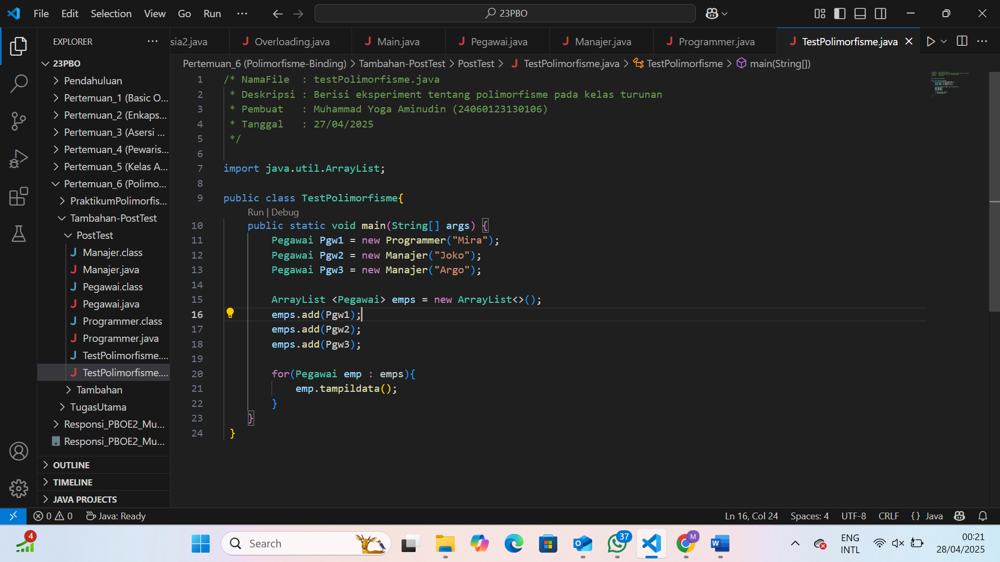 File Edit Selection View Go Run ...
23PBO
EXPLORER ...
sia2.java
Overloading.java
Main.java
Pegawai.java
Manajer.java
Programmer.java
TestPolimorfisme.java
23PBO
Pendahuluan
Pertemuan_1 (Basic O...
Pertemuan_2 (Enkaps...
Pertemuan_3 (Asersi ...
Pertemuan_4 (Pewaris...
Pertemuan_5 (Kelas A...
Pertemuan_6 (Polimo...
PraktikumPolimorfis...
Tambahan-PostTest
PostTest
J Manajer.class
J Manajer.java
J Pegawai.class
J Pegawai.java
J Programmer.class
J Programmer.java
J TestPolimorfisme....
J TestPolimorfisme....
Tambahan
TugasUtama
Responsi_PBOE2_Mu...
Responsi_PBOE2_Mu...
OUTLINE
TIMELINE
JAVA PROJECTS
Pertemuan_6 (Polimorfisme-Binding) > Tambahan-PostTest > PostTest > J TestPolimorfisme.java > TestPolimorfisme > main(String[])
1 /* NamaFile  : testPolimorfisme.java
2  * Deskripsi : Berisi eksperiment tentang polimorfisme pada kelas turunan
3  * Pembuat   : Muhammad Yoga Aminudin (24060123130106)
4  * Tanggal   : 27/04/2025
5  */
6
7 import java.util.ArrayList;
8
9 public class TestPolimorfisme{
Run | Debug
10     public static void main(String[] args) {
11         Pegawai Pgw1 = new Programmer("Mira");
12         Pegawai Pgw2 = new Manajer("Joko");
13         Pegawai Pgw3 = new Manajer("Argo");
14
15         ArrayList <Pegawai> emps = new ArrayList<>();
16         emps.add(Pgw1);
17         emps.add(Pgw2);
18         emps.add(Pgw3);
19
20         for(Pegawai emp : emps){
21             emp.tampildata();
22         }
23     }
24  }
0 0 Java: Ready
Ln 16, Col 24 Spaces: 4 UTF-8 CRLF {} Java
4
Search
37
M
W
ENG
INTL
00:21
28/04/2025